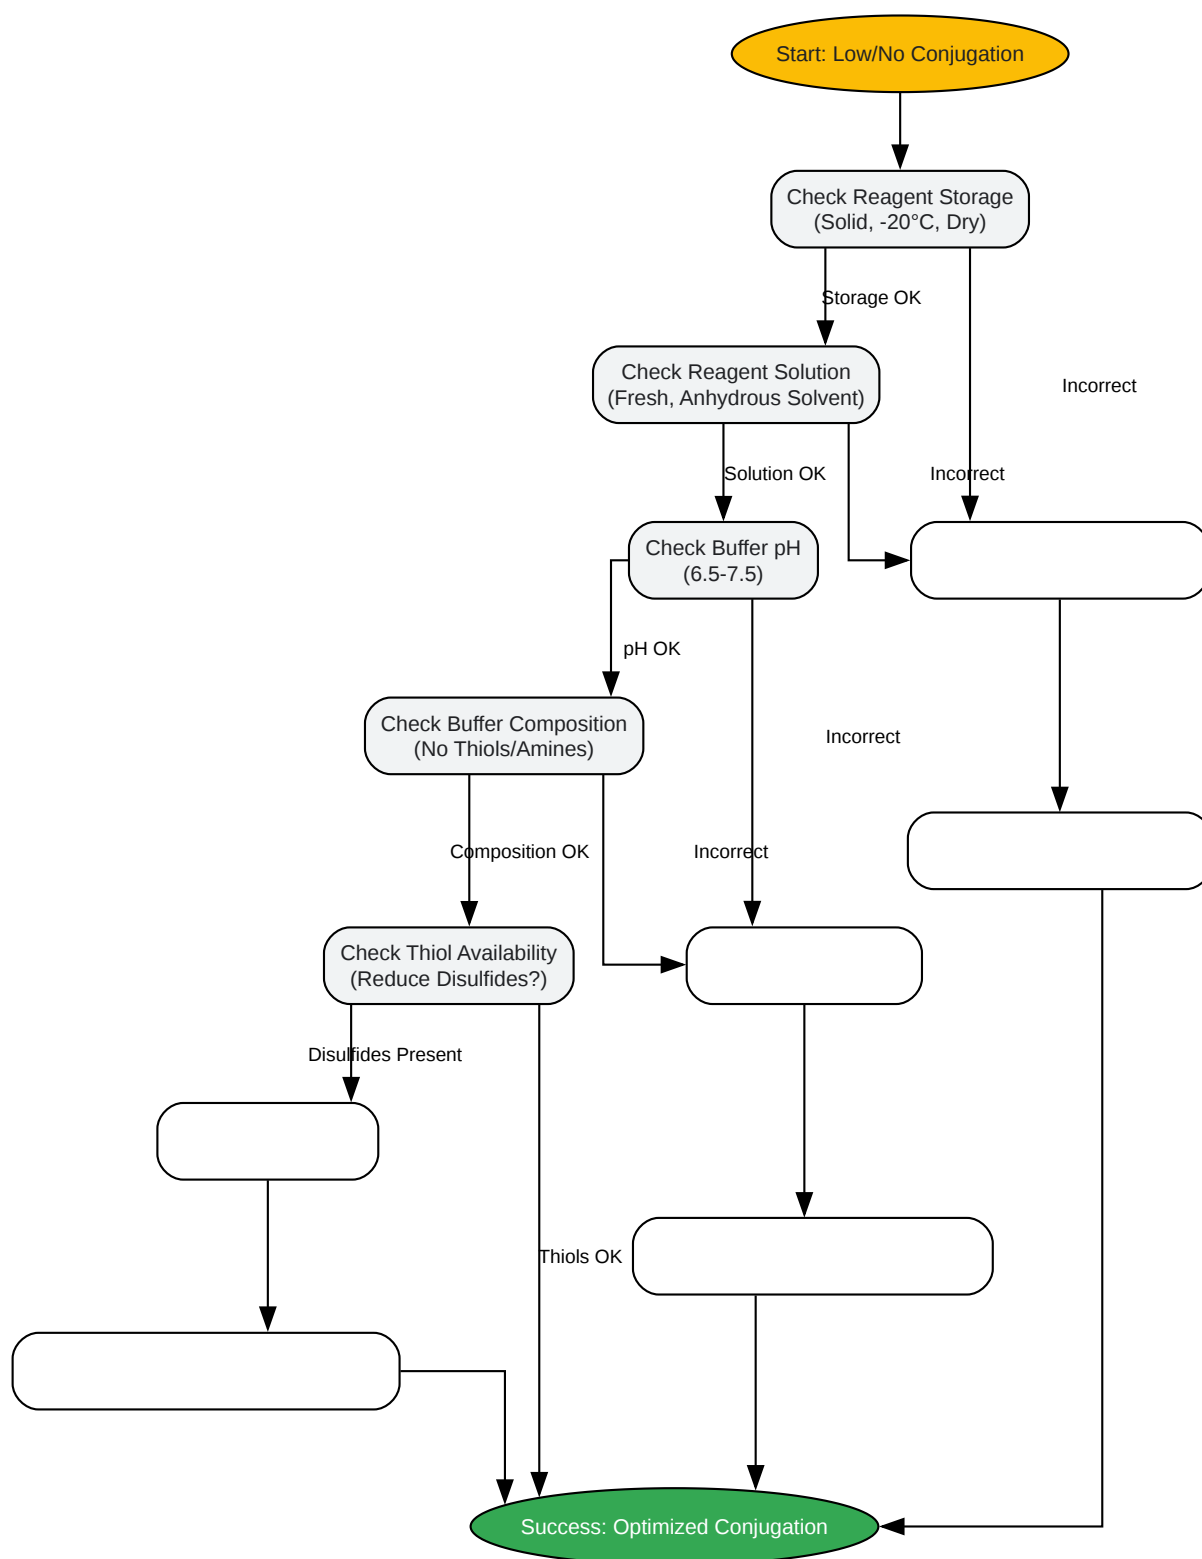 Start: Low/No Conjugation
Check Reagent Storage
(Solid, -20°C, Dry)
Storage OK
Incorrect
Check Reagent Solution
(Fresh, Anhydrous Solvent)
Solution OK
Incorrect
Check Buffer pH
(6.5-7.5)
pH OK
Incorrect
Check Buffer Composition
(No Thiols/Amines)
Composition OK
Incorrect
Check Thiol Availability
(Reduce Disulfides?)
Disulfides Present
Thiols OK
Success: Optimized Conjugation